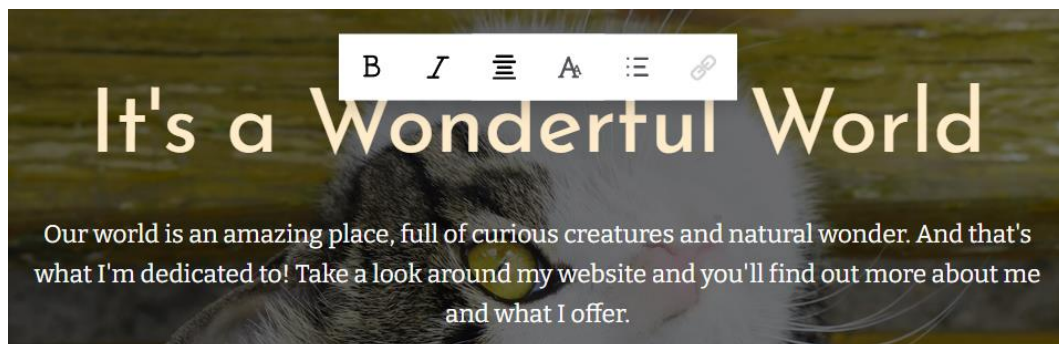 B I A A
It's a Wonderful World
Our world is an amazing place, full of curious creatures and natural wonder. And that's
what I'm dedicated to! Take a look around my website and you'll find out more about me
and what I offer.